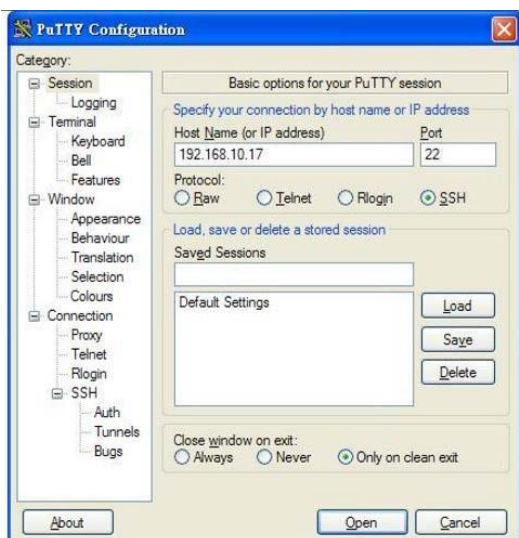 PuTTY Configuration
Category:
Session
Logging
Terminal
Keyboard
Bell
Features
Window
Appearance
Behaviour
Translation
Selection
Colours
Connection
Proxy
Telnet
Rlogin
SSH
Auth
Tunnels
Bugs
Basic options for your PuTTY session
Specify your connection by host name or IP address
Host Name (or IP address) Port
192.168.10.17 22
Protocol:
Raw Telnet Rlogin SSH
Load, save or delete a stored session
Saved Sessions
Default Settings
Load
Save
Delete
Close window on exit:
Always Never Only on clean exit
About Open Cancel